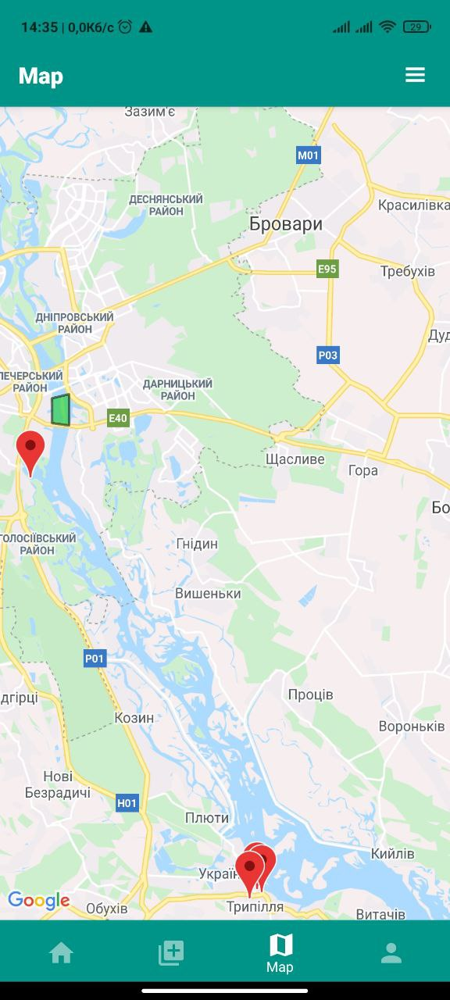 14:35 | 0,0Кб/с
29
Map
Зазим'є
M01
ДЕСНЯНСЬКИЙ
РАЙОН
Красилівка
Бровари
E95
Требухів
ДНІПРОВСЬКИЙ
РАЙОН
Дуд
P03
ПЕЧЕРСЬКИЙ
РАЙОН
ДАРНИЦЬКИЙ
РАЙОН
E40
Щасливе
Гора
Бо
ГОЛОСІЇВСЬКИЙ
РАЙОН
Гнідин
Вишеньки
P01
дгірці
Проців
Козин
Вороньків
Нові
Безрадичі
H01
Плюти
Кийлів
Україн
Google
Обухів
Трипілля
Витачів
Map